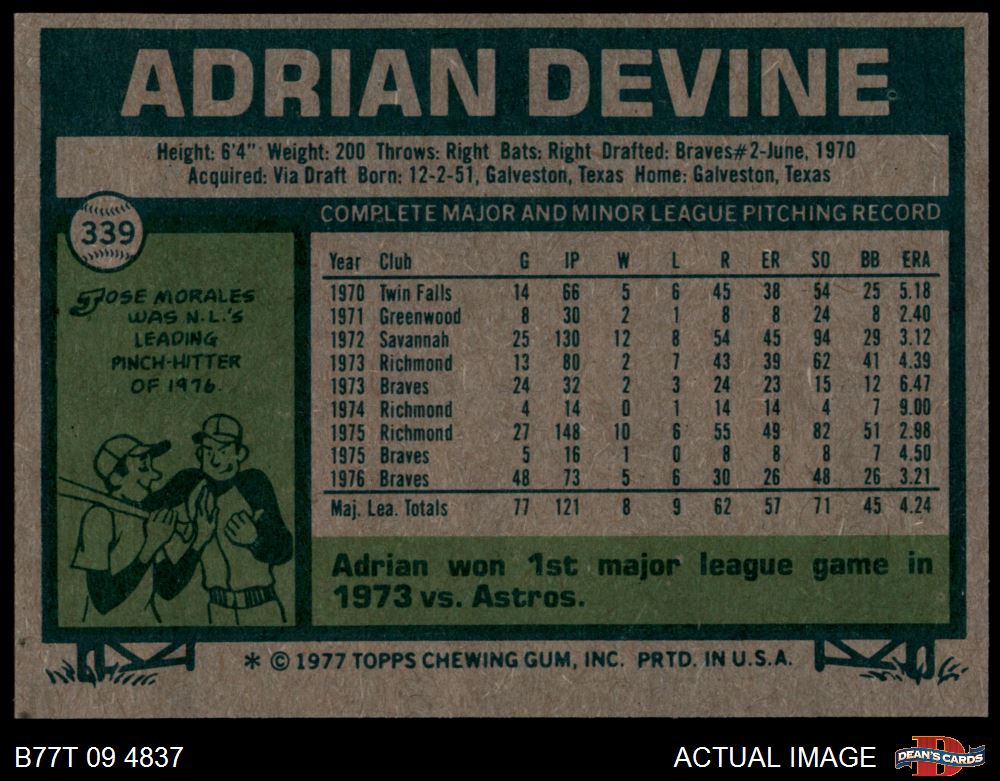 ADRIAN DEVINE
Height: 6'4" Weight: 200 Throws: Right Bats: Right Drafted: Braves#2-June, 1970
Acquired: Via Draft Born: 12-2-51, Galveston, Texas Home: Galveston, Texas
339
COMPLETE MAJOR AND MINOR LEAGUE PITCHING RECORD
JOSE MORALES
WAS N.L.'S
LEADING
PINCH-HITTER
OF 1976.
Year Club G IP W L R ER SO BB ERA
1970 Twin Falls 14 66 5 6 45 38 54 25 5.18
1971 Greenwood 8 30 2 1 8 8 24 8 2.40
1972 Savannah 25 130 12 8 54 45 94 29 3.12
1973 Richmond 13 80 2 7 43 39 62 41 4.39
1973 Braves 24 32 2 3 24 23 15 12 6.47
1974 Richmond 4 14 0 1 14 14 4 7 9.00
1975 Richmond 27 148 10 6 55 49 82 51 2.98
1975 Braves 5 16 1 0 8 8 8 7 4.50
1976 Braves 48 73 5 6 30 26 48 26 3.21
Maj. Lea. Totals 77 121 8 9 62 57 71 45 4.24
Adrian won 1st major league game in
1973 vs. Astros.
* © 1977 TOPPS CHEWING GUM, INC. PRTD. IN U.S.A.
B77T 09 4837
ACTUAL IMAGE
D
DEAN'S CARDS